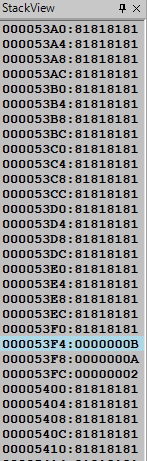 StackView
000053A0:81818181
000053A4:81818181
000053A8:81818181
000053AC:81818181
000053B0:81818181
000053B4:81818181
000053B8:81818181
000053BC:81818181
000053C0:81818181
000053C4:81818181
000053C8:81818181
000053CC:81818181
000053D0:81818181
000053D4:81818181
000053D8:81818181
000053DC:81818181
000053E0:81818181
000053E4:81818181
000053E8:81818181
000053EC:81818181
000053F0:81818181
000053F4:0000000B
000053F8:0000000A
000053FC:00000002
00005400:81818181
00005404:81818181
00005408:81818181
0000540C:81818181
00005410:81818181